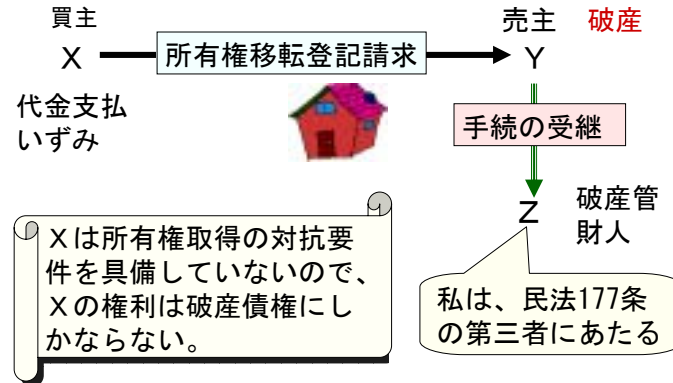 買主
X
代金支払
いずみ
所有権移転登記請求
売主 破産
Y
手続の受継
Z
破産管
財人
Xは所有権取得の対抗要
件を具備していないので、
Xの権利は破産債権にし
かならない。
私は、民法177条
の第三者にあたる